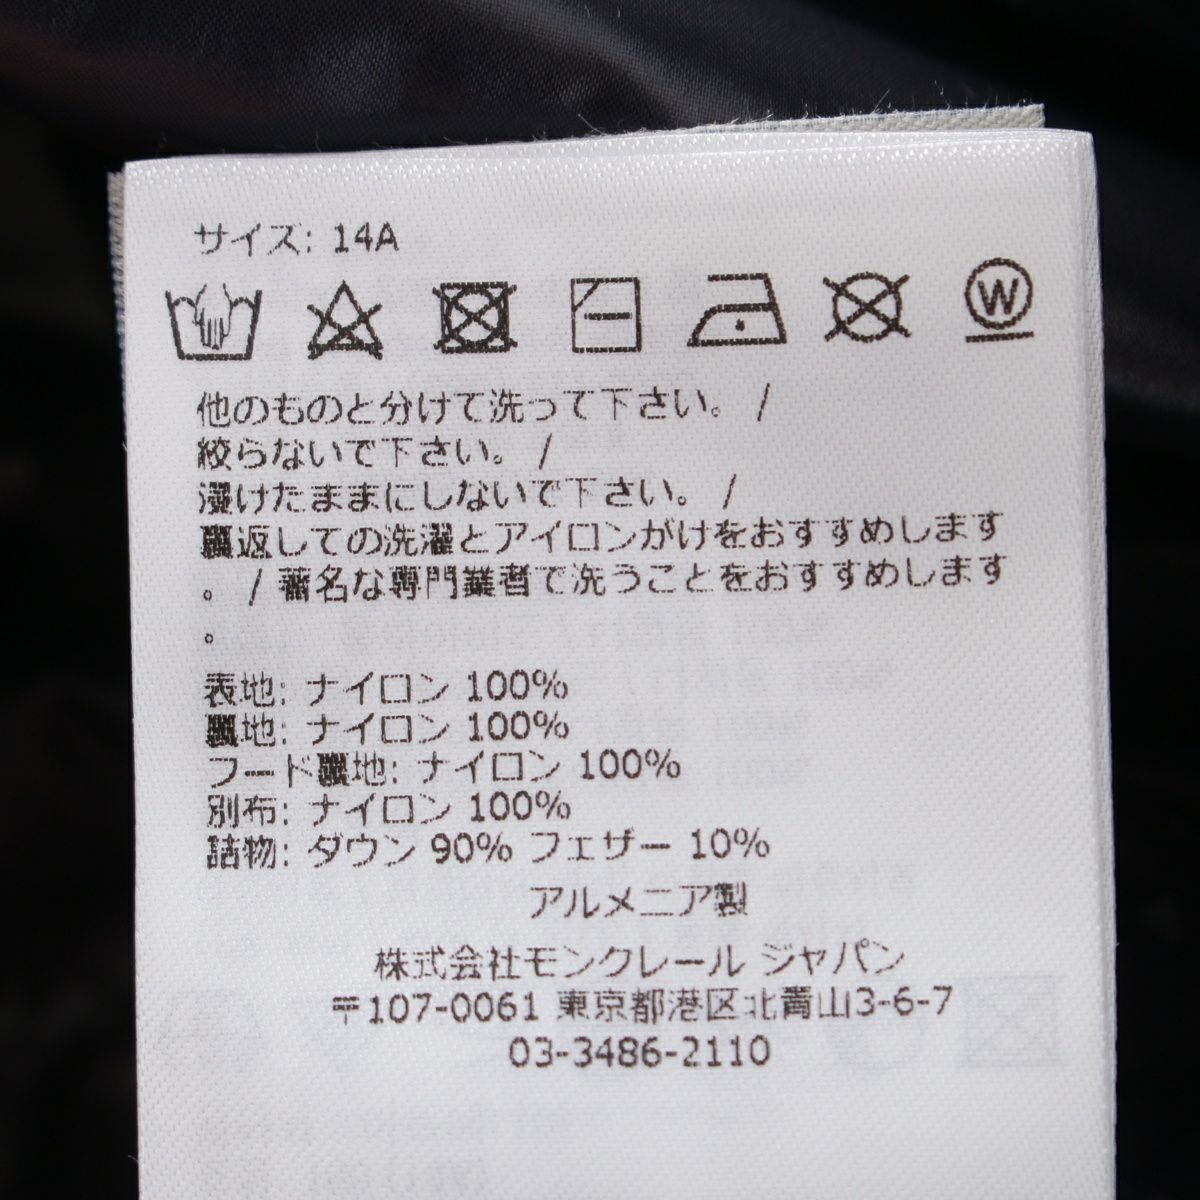 サイズ: 14A
W
他のものと分けて洗って下さい。 /
絞らないで下さい。 /
浸けたままにしないで下さい。 /
裏返しての洗濯とアイロンがけをおすすめします
。 / 著名な専門業者で洗うことをおすすめします
。
表地: ナイロン 100%
裏地: ナイロン 100%
フード裏地: ナイロン 100%
別布: ナイロン 100%
詰物: ダウン 90% フェザー 10%
アルメニア製
株式会社モンクレール ジャパン
〒107-0061 東京都港区北青山3-6-7
03-3486-2110